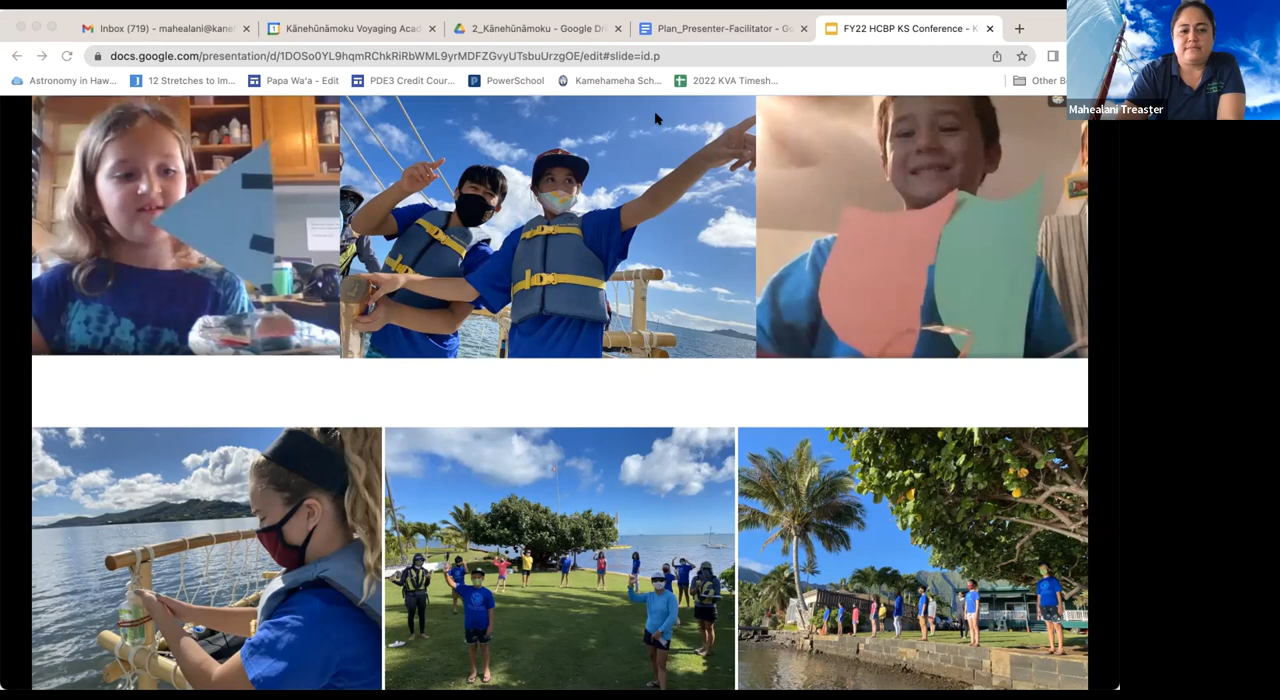 Inbox (719) - mahealani@kane
Kānehūnāmoku Voyaging Acad
2_Kānehūnāmoku - Google Dri
Plan_Presenter-Facilitator - Go
FY22 HCBP KS Conference - K
docs.google.com/presentation/d/1DOSo0YL9hqmRChkRiRbWML9yrMDFZGvyUTsbuUrzgOE/edit#slide=id.p
Astronomy in Haw...
12 Stretches to Im...
Papa Wa'a - Edit
PDE3 Credit Cour...
PowerSchool
Kamehameha Sch...
2022 KVA Timesh...
Other B
Mahealani Treaster